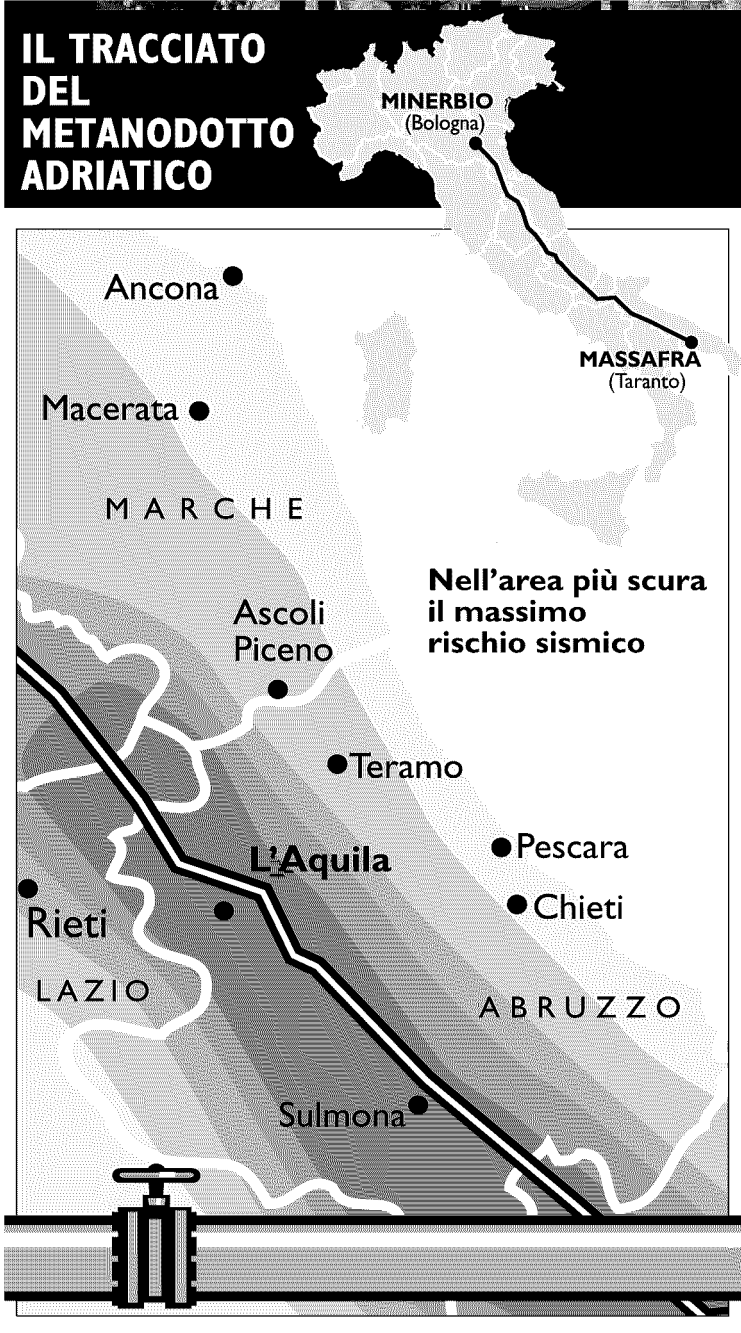 IL TRACCIATO
DEL
METANODOTTO
ADRIATICO
MINERBIO
(Bologna)
MASSAFRA
(Taranto)
Ancona
Macerata
MARCHE
Nell'area più scura
il massimo
rischio sismico
Ascoli
Piceno
Teramo
L'Aquila
Pescara
Chieti
Rieti
LAZIO
ABRUZZO
Sulmona